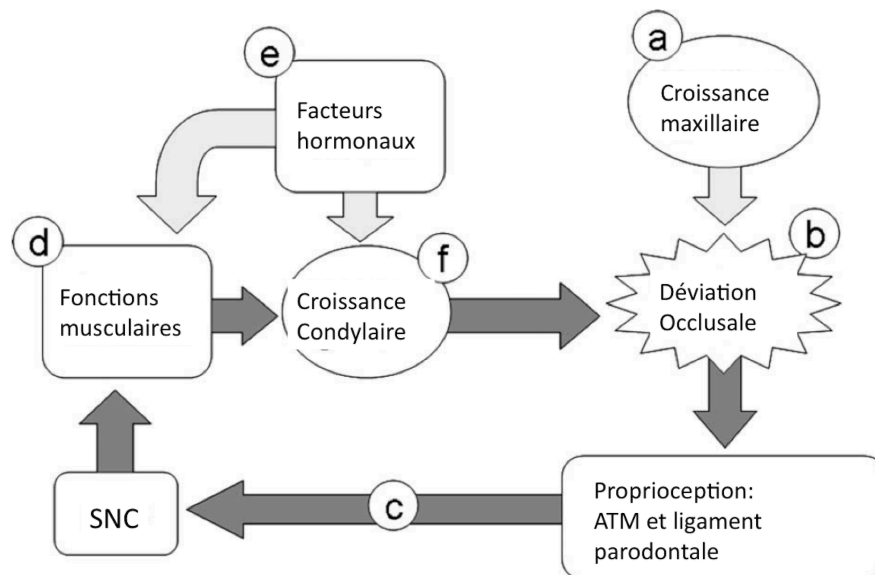 e
Facteurs
hormonaux
a
Croissance
maxillaire
d
Fonctions
musculaires
f
Croissance
Condylaire
b
Déviation
Occlusale
SNC
c
Proprioception:
ATM et ligament
parodontale